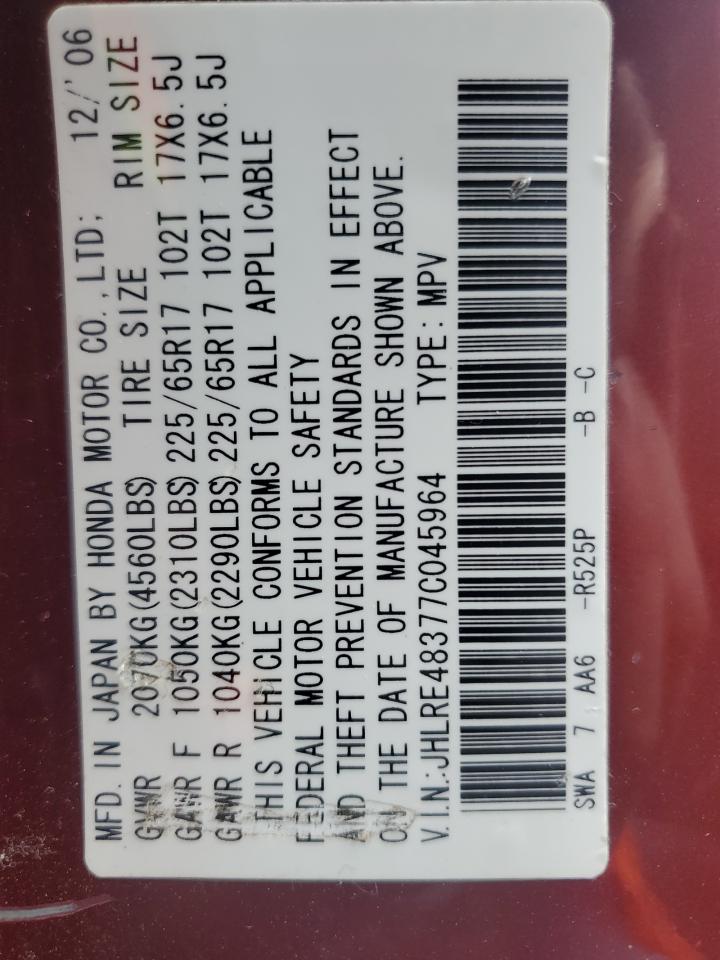 MFD. IN JAPAN BY HONDA MOTOR CO.,LTD; 12/'06
GVWR 2070KG(4560LBS) TIRE SIZE RIM SIZE
GAWR F 1050KG(2310LBS) 225/65R17 102T 17X6.5J
GAWR R 1040KG(2290LBS) 225/65R17 102T 17X6.5J
THIS VEHICLE CONFORMS TO ALL APPLICABLE
FEDERAL MOTOR VEHICLE SAFETY
AND THEFT PREVENTION STANDARDS IN EFFECT
ON THE DATE OF MANUFACTURE SHOWN ABOVE.
V.I.N.:JHLRE48377C045964 TYPE: MPV
SWA 7 AA6 -R525P -B -C